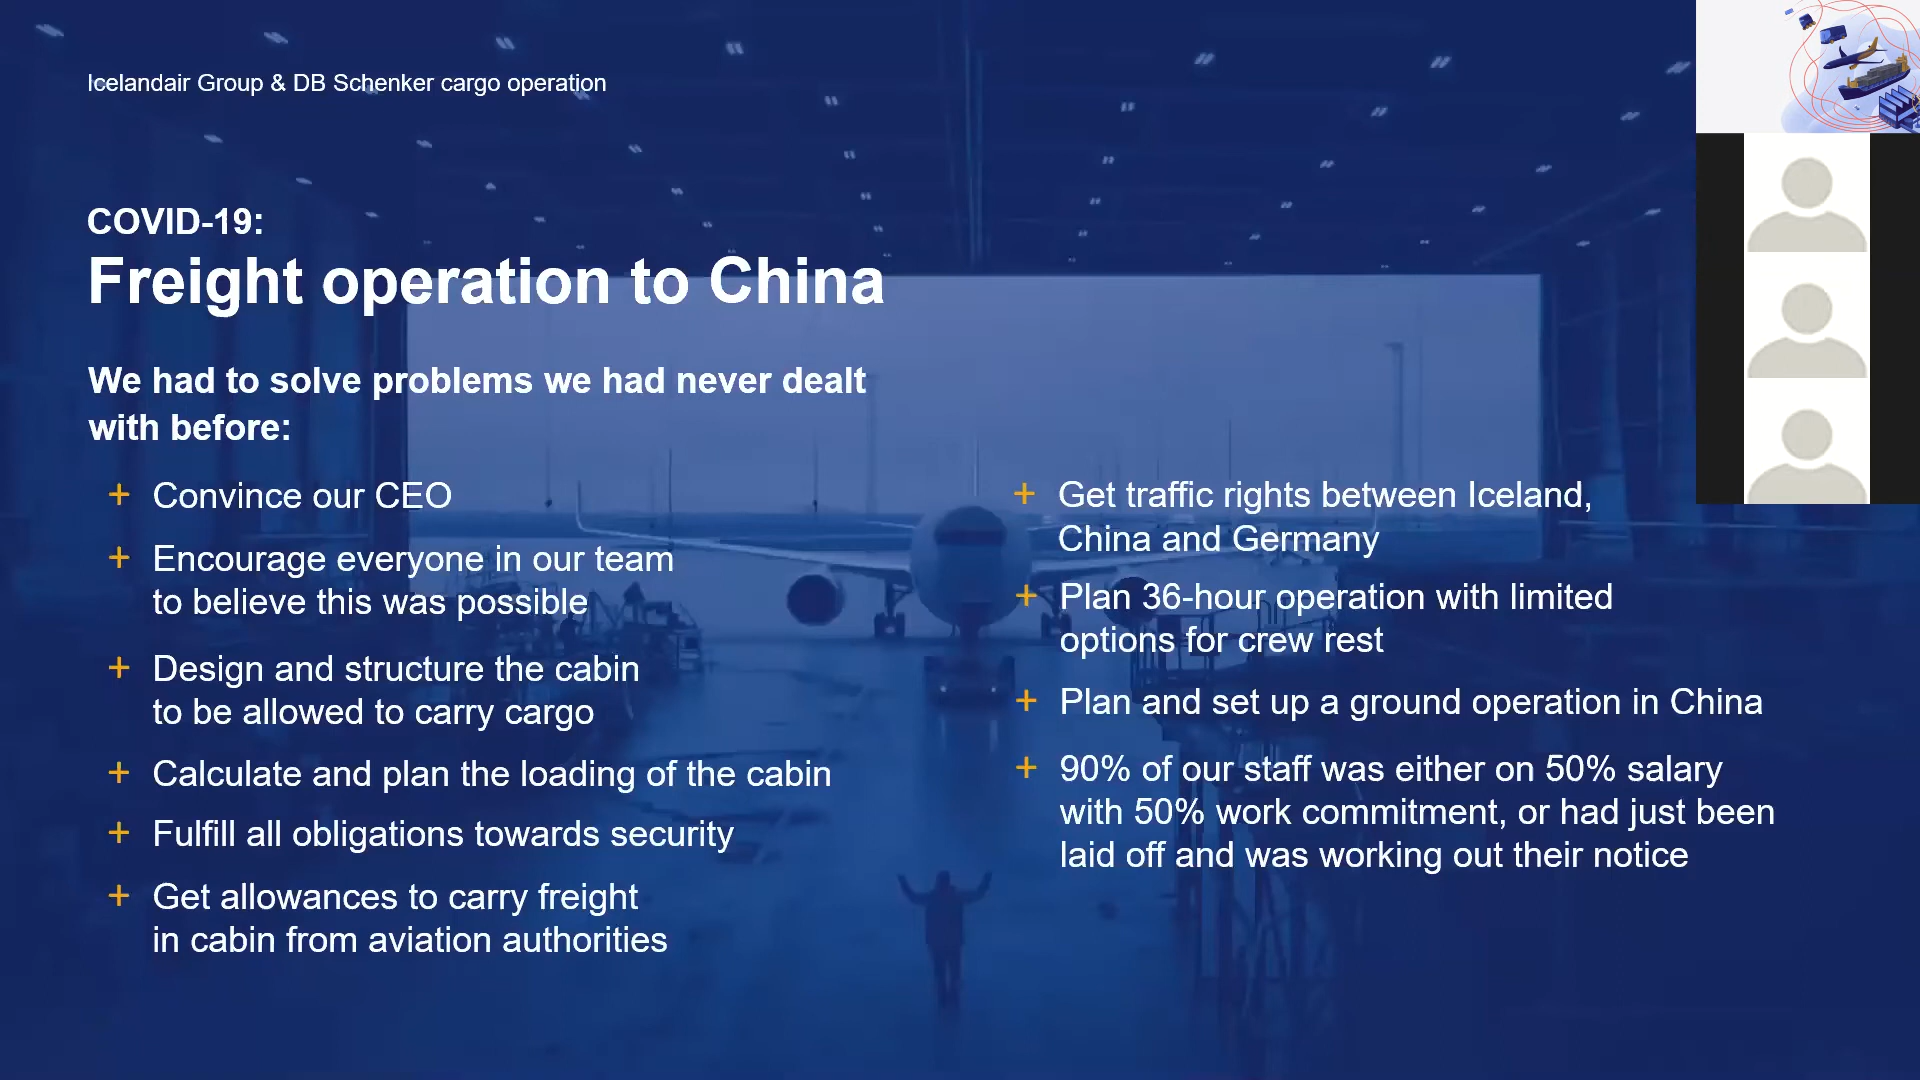 Icelandair Group & DB Schenker cargo operation
COVID-19:
Freight operation to China
We had to solve problems we had never dealt
with before:
+ Convince our CEO
+ Encourage everyone in our team
to believe this was possible
+ Design and structure the cabin
to be allowed to carry cargo
+ Calculate and plan the loading of the cabin
+ Fulfill all obligations towards security
+ Get allowances to carry freight
in cabin from aviation authorities
+ Get traffic rights between Iceland,
China and Germany
+ Plan 36-hour operation with limited
options for crew rest
+ Plan and set up a ground operation in China
+ 90% of our staff was either on 50% salary
with 50% work commitment, or had just been
laid off and was working out their notice